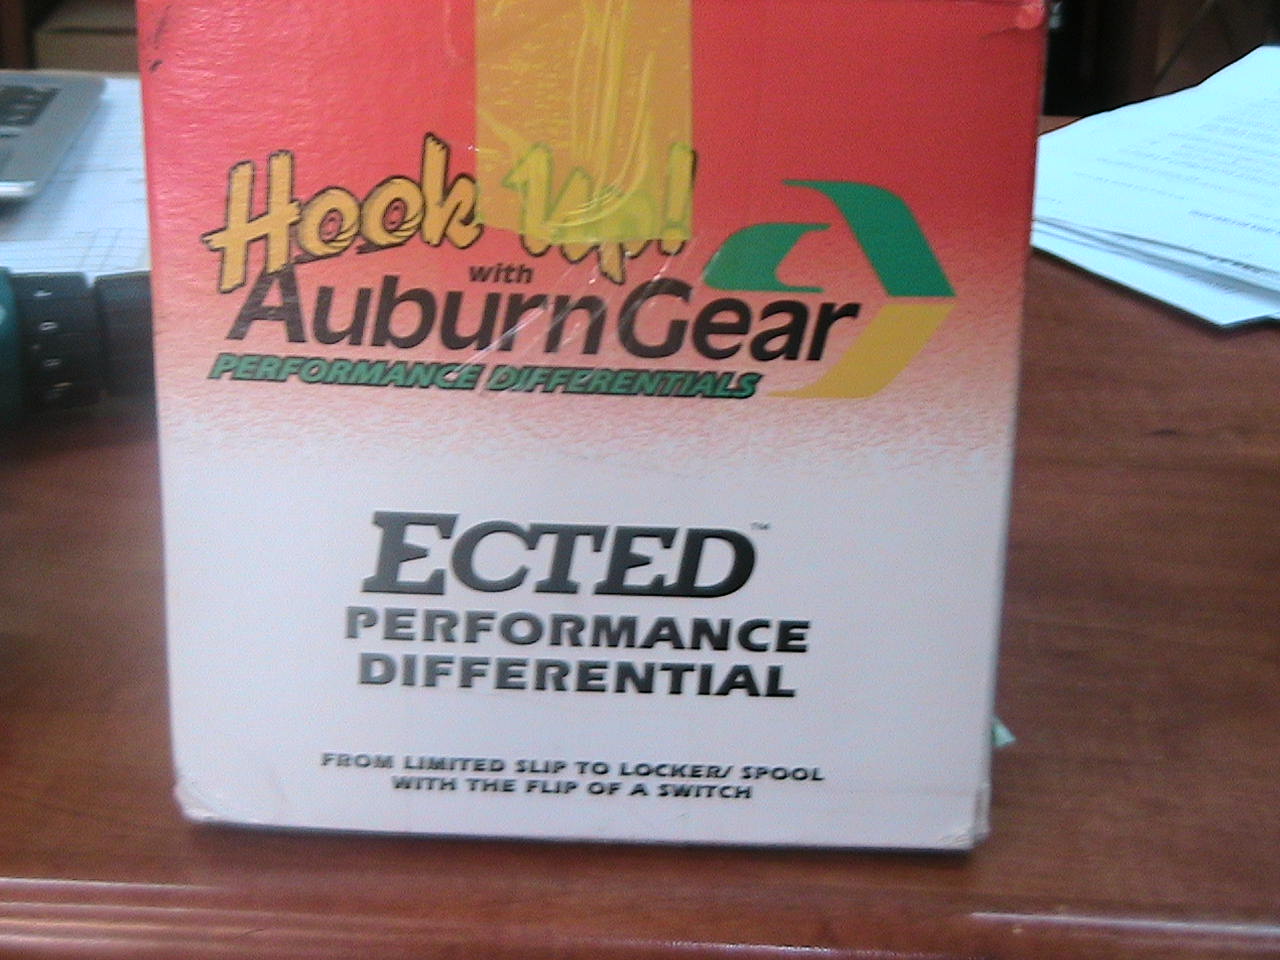 Hook Up!
with
AuburnGear
PERFORMANCE DIFFERENTIALS
ECTED™
PERFORMANCE
DIFFERENTIAL
FROM LIMITED SLIP TO LOCKER/ SPOOL
WITH THE FLIP OF A SWITCH